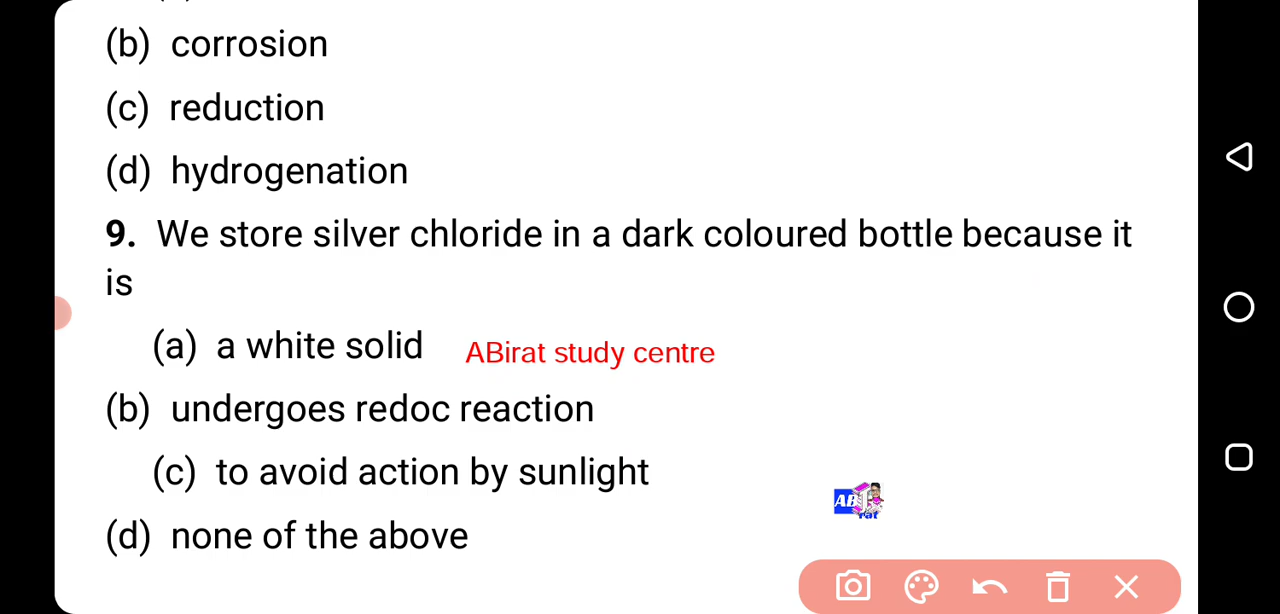 (b) corrosion
(c) reduction
(d) hydrogenation
9. We store silver chloride in a dark coloured bottle because it
is
(a) a white solid
ABirat study centre
(b) undergoes redoc reaction
(c) to avoid action by sunlight
(d) none of the above